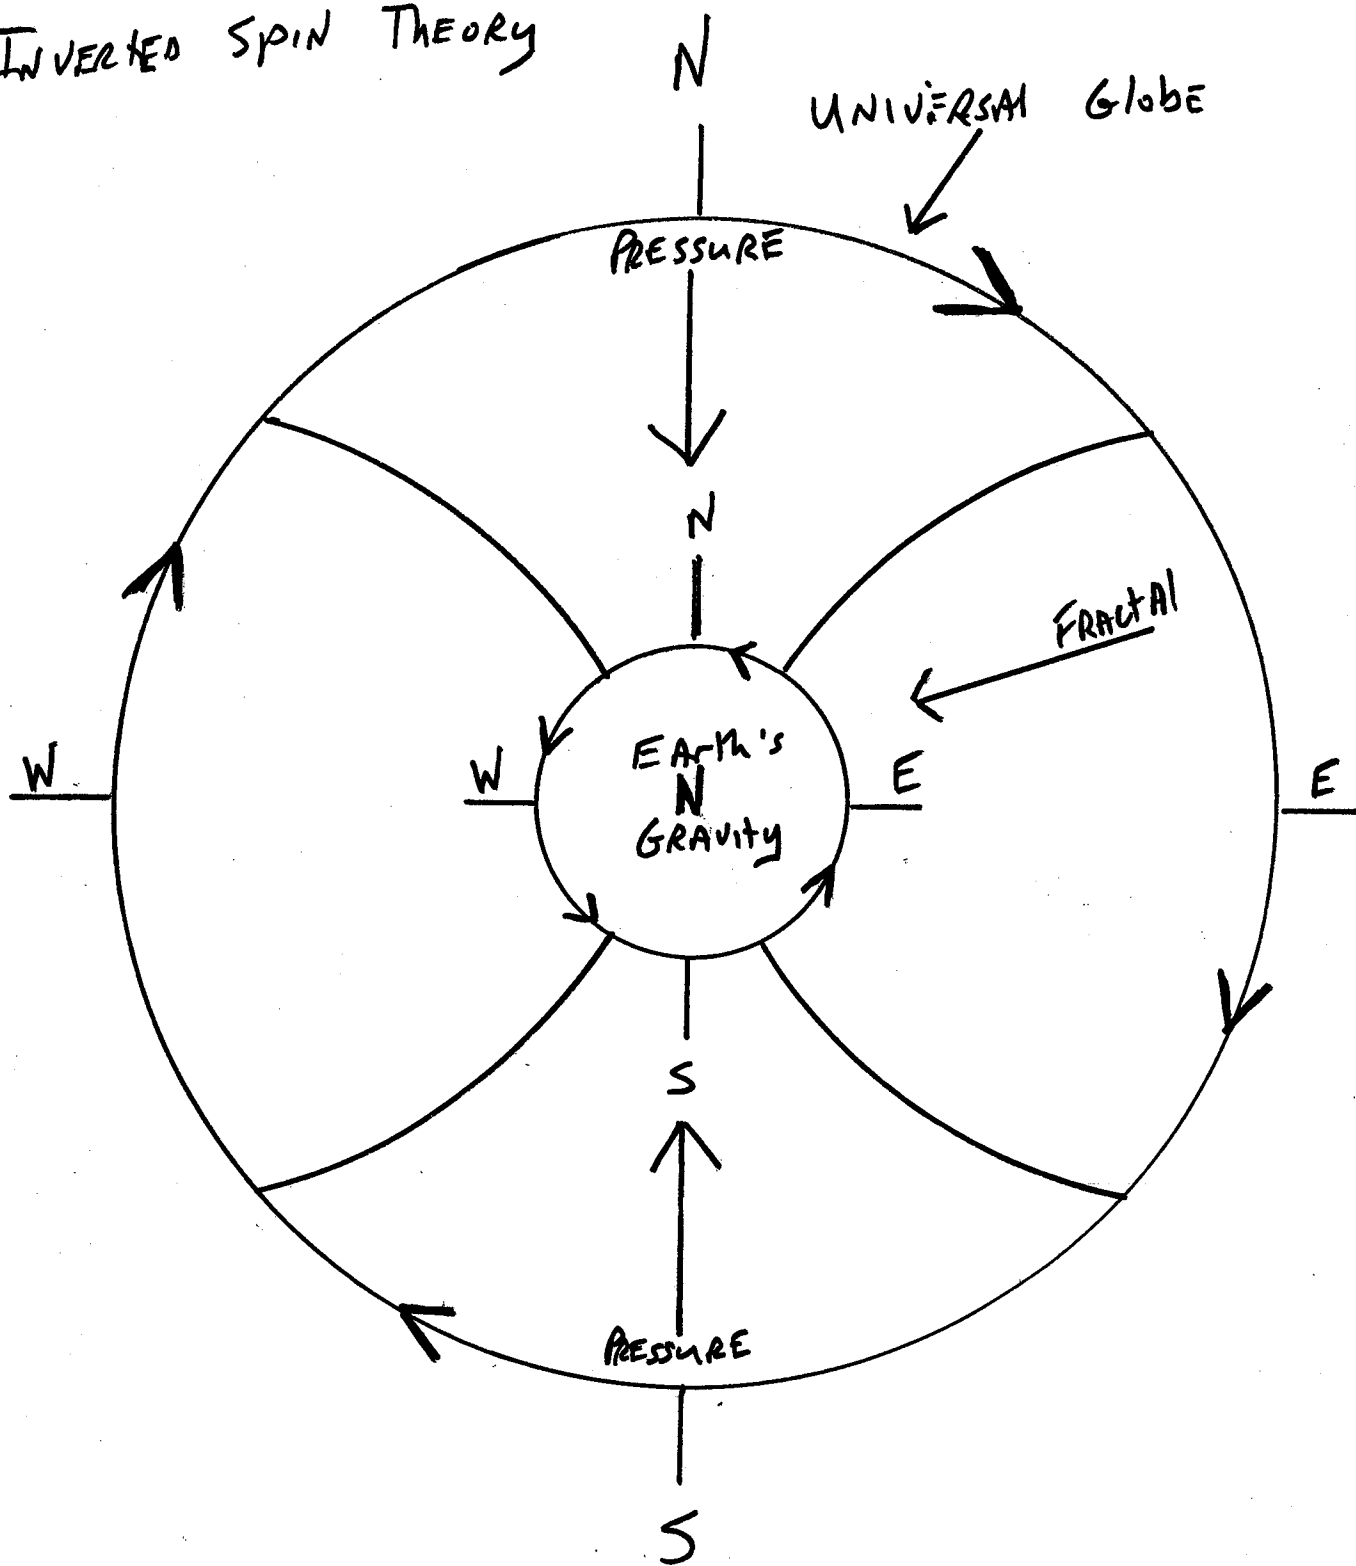 INVERTED SPIN THEORY
N
UNIVERSAL GlobE
PRESSURE
N
FRACtAl
W
W
EArth's
E
E
N
GRAVity
S
PRESSURE
S